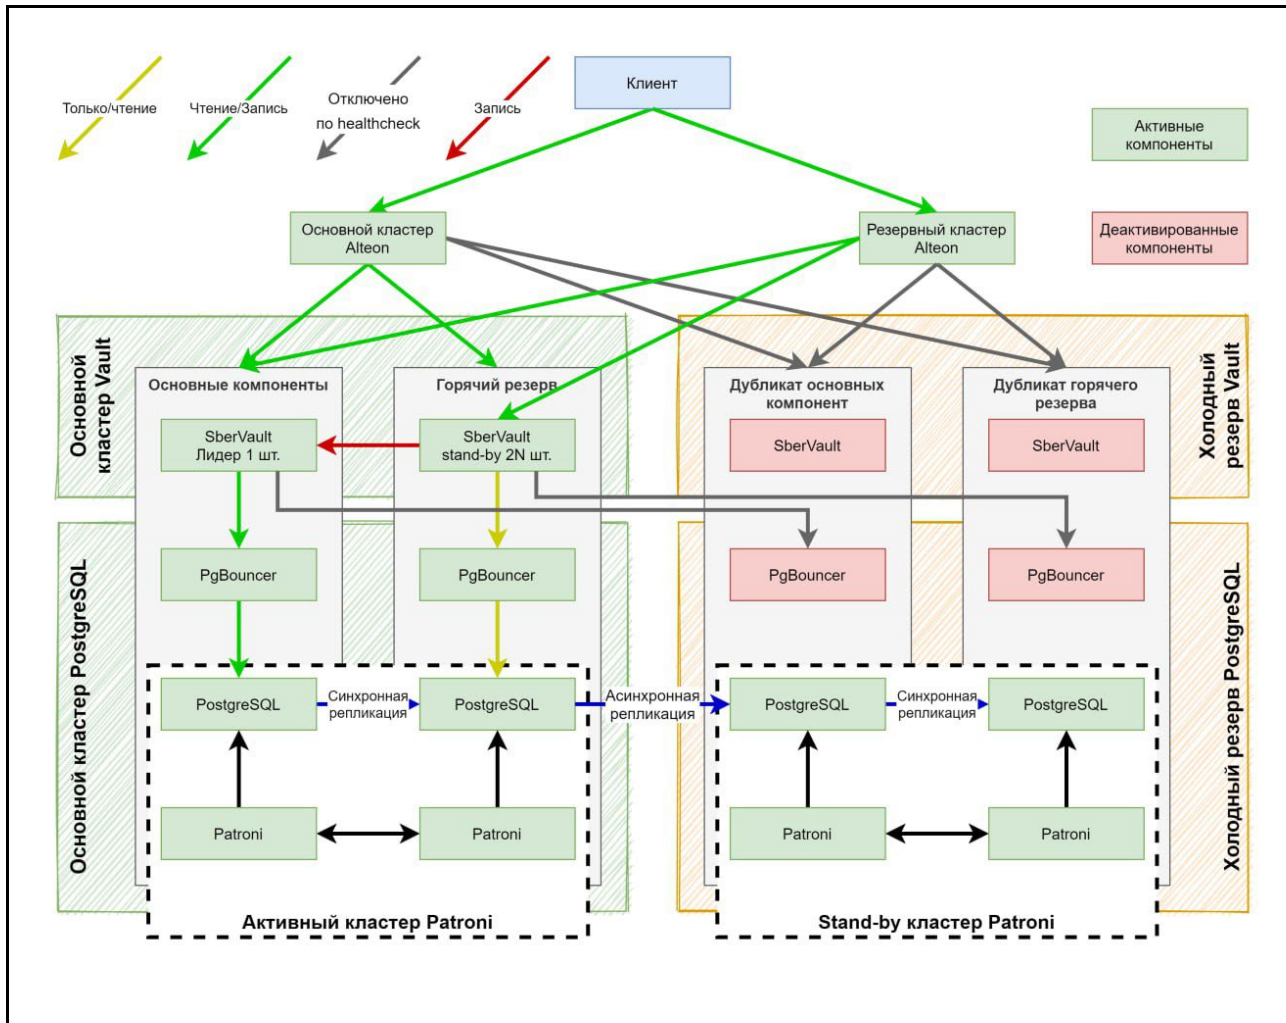 Только/чтение
Чтение/Запись
Отключено
по healthcheck
Запись
Клиент
Активные
компоненты
Основной кластер
Alteon
Резервный кластер
Alteon
Деактивированные
компоненты
Основной
кластер Vault
Основные компоненты
Горячий резерв
Дубликат основных
компонент
Дубликат горячего
резерва
Холодный
резерв Vault
SberVault
Лидер 1 шт.
SberVault
stand-by 2N шт.
SberVault
SberVault
Основной кластер PostgreSQL
PgBouncer
PgBouncer
PgBouncer
PgBouncer
Холодный резерв PostgreSQL
PostgreSQL
Синхронная
репликация
PostgreSQL
Асинхронная
репликация
PostgreSQL
Синхронная
репликация
PostgreSQL
Patroni
Patroni
Patroni
Patroni
Активный кластер Patroni
Stand-by кластер Patroni